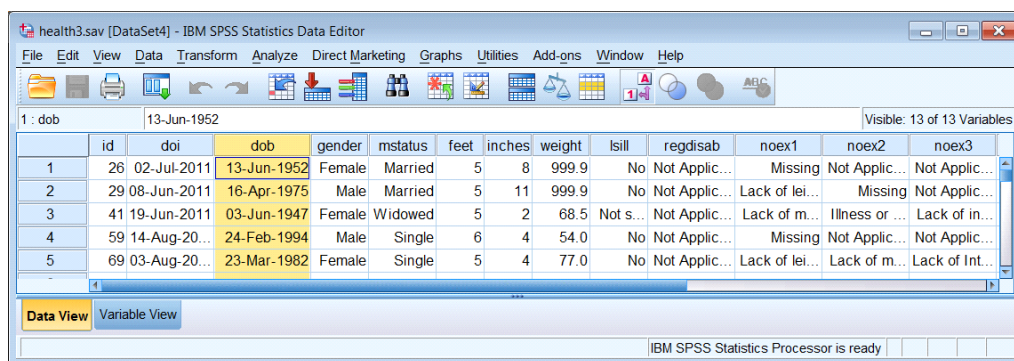 health3.sav [DataSet4] - IBM SPSS Statistics Data Editor
File Edit View Data Transform Analyze Direct Marketing Graphs Utilities Add-ons Window Help
1 : dob 13-Jun-1952 Visible: 13 of 13 Variables
id doi dob gender mstatus feet inches weight lsill regdisab noex1 noex2 noex3
1 26 02-Jul-2011 13-Jun-1952 Female Married 5 8 999.9 No Not Applic... Missing Not Applic... Not Applic...
2 29 08-Jun-2011 16-Apr-1975 Male Married 5 11 999.9 No Not Applic... Lack of lei... Missing Not Applic...
3 41 19-Jun-2011 03-Jun-1947 Female Widowed 5 2 68.5 Not s... Not Applic... Lack of m... Illness or ... Lack of in...
4 59 14-Aug-20... 24-Feb-1994 Male Single 6 4 54.0 No Not Applic... Missing Not Applic... Not Applic...
5 69 03-Aug-20... 23-Mar-1982 Female Single 5 4 77.0 No Not Applic... Lack of lei... Lack of m... Lack of Int...
Data View Variable View
IBM SPSS Statistics Processor is ready